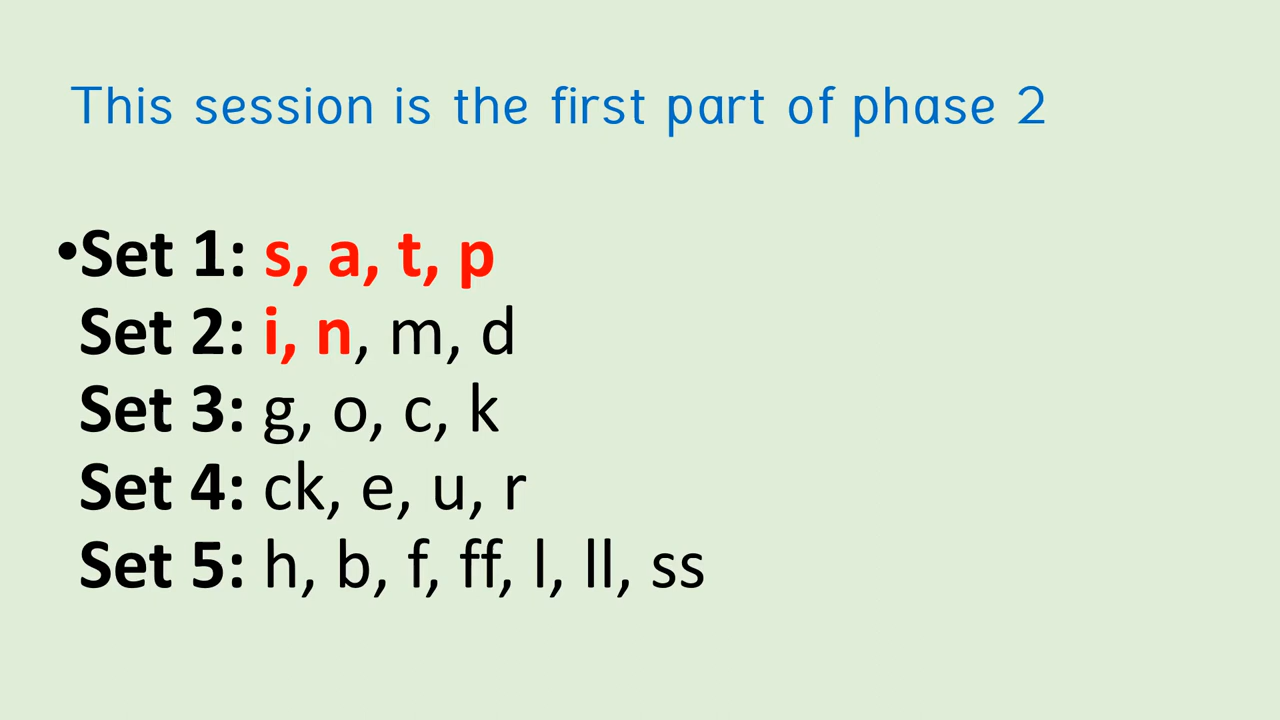 This session is the first part of phase 2
•Set 1: s, a, t, p
Set 2: i, n, m, d
Set 3: g, o, c, k
Set 4: ck, e, u, r
Set 5: h, b, f, ff, l, ll, ss